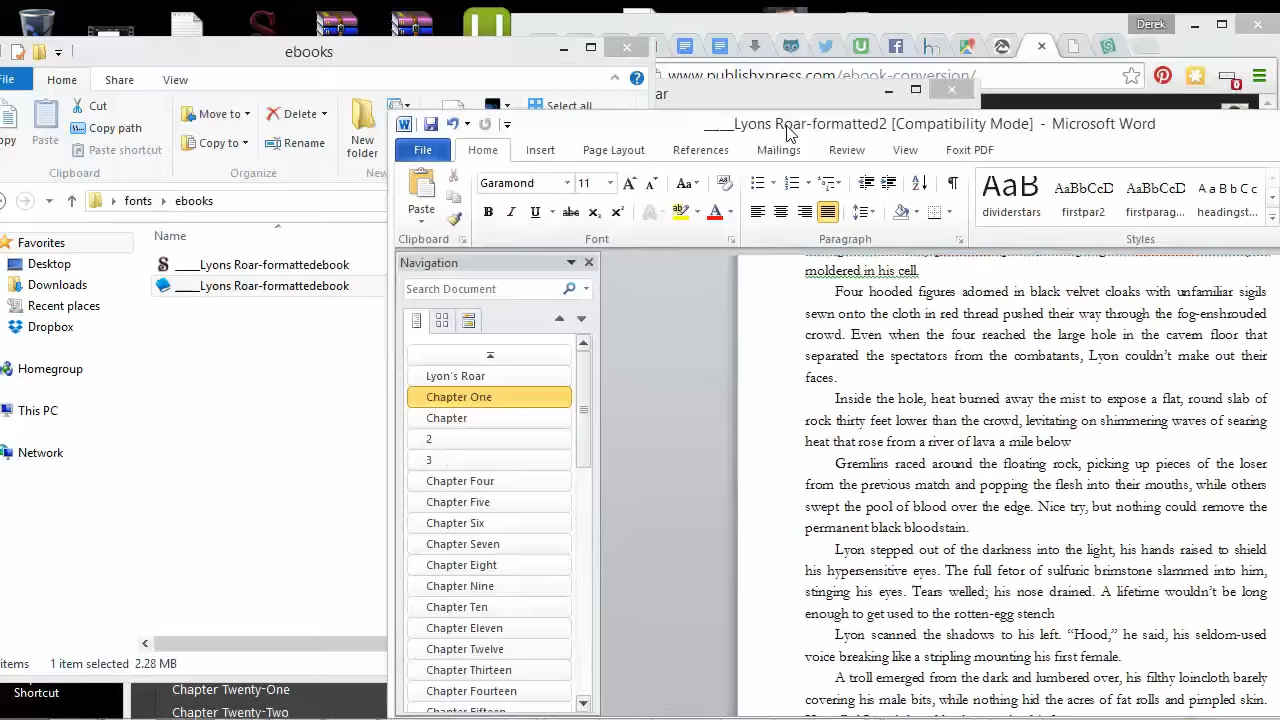 Derek
ebooks
www.publishxpress.com/ebook-conversion/
ar
File
Home
Share
View
Cut
Copy path
Paste
Paste shortcut
Move to
Copy to
New
Select all
Clipboard
Organize
fonts
ebooks
Favorites
Desktop
Downloads
Recent places
Dropbox
Homegroup
This PC
Network
Name
____Lyons Roar-formattedebook
____Lyons Roar-formattedebook
items
1 item selected 2.28 MB
Shortcut
Chapter Twenty-One
Chapter Twenty-Two
____Lyons Roar-formatted2 [Compatibility Mode] - Microsoft Word
File
Home
Insert
Page Layout
References
Mailings
Review
View
Foxit PDF
Paste
Garamond
11
Clipboard
Font
Paragraph
Styles
AaB
AaBbCcD
AaBbCcD
AaBbCc
dividerstars
firstpar2
firstparag...
headingst...
Navigation
Search Document
Lyon's Roar
Chapter One
Chapter
2
3
Chapter Four
Chapter Five
Chapter Six
Chapter Seven
Chapter Eight
Chapter Nine
Chapter Ten
Chapter Eleven
Chapter Twelve
Chapter Thirteen
Chapter Fourteen
Chapter Fifteen
moldered in his cell.
Four hooded figures adorned in black velvet cloaks with unfamiliar sigils
sewn onto the cloth in red thread pushed their way through the fog-enshrouded
crowd. Even when the four reached the large hole in the cavern floor that
separated the spectators from the combatants, Lyon couldn't make out their
faces.
Inside the hole, heat burned away the mist to expose a flat, round slab of
rock thirty feet lower than the crowd, levitating on shimmering waves of searing
heat that rose from a river of lava a mile below
Gremlins raced around the floating rock, picking up pieces of the loser
from the previous match and popping the flesh into their mouths, while others
swept the pool of blood over the edge. Nice try, but nothing could remove the
permanent black bloodstain.
Lyon stepped out of the darkness into the light, his hands raised to shield
his hypersensitive eyes. The full fetor of sulfuric brimstone slammed into him,
stinging his eyes. Tears welled; his nose drained. A lifetime wouldn't be long
enough to get used to the rotten-egg stench
Lyon scanned the shadows to his left. “Hood,” he said, his seldom-used
voice breaking like a stripling mounting his first female.
A troll emerged from the dark and lumbered over, his filthy loincloth barely
covering his male bits, while nothing hid the acres of fat rolls and pimpled skin.